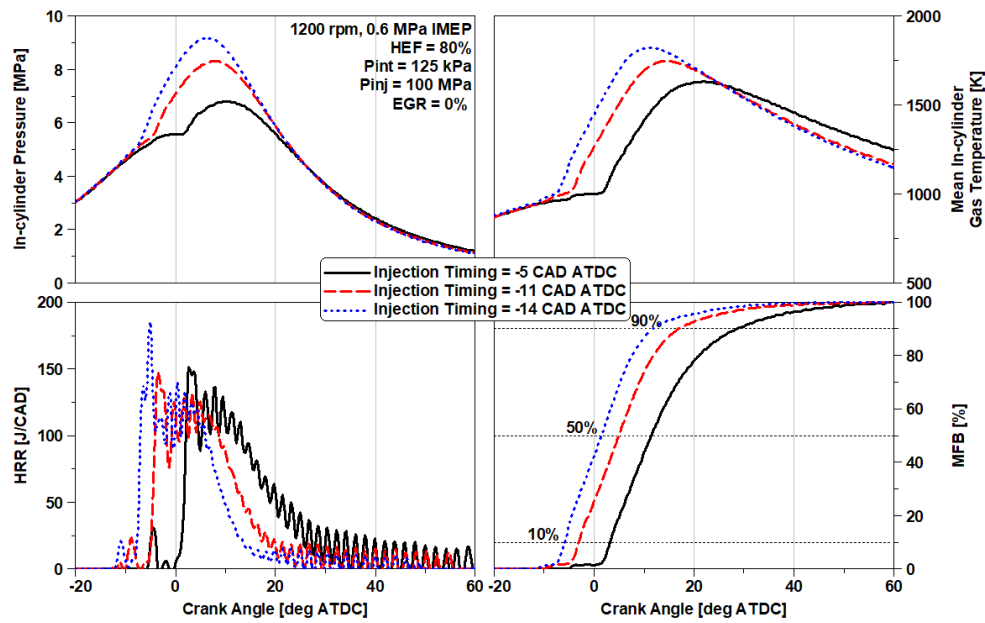 10
8
6
4
2
0
In-cylinder Pressure [MPa]
1200 rpm, 0.6 MPa IMEP
HEF = 80%
Pint = 125 kPa
Pinj = 100 MPa
EGR = 0%
2000
1500
1000
500
Mean In-cylinder
Gas Temperature [K]
Injection Timing = -5 CAD ATDC
Injection Timing = -11 CAD ATDC
Injection Timing = -14 CAD ATDC
200
150
100
50
0
HRR [J/CAD]
-20 0 20 40 60
Crank Angle [deg ATDC]
90%
50%
10%
100
80
60
40
20
0
MFB [%]
-20 0 20 40 60
Crank Angle [deg ATDC]